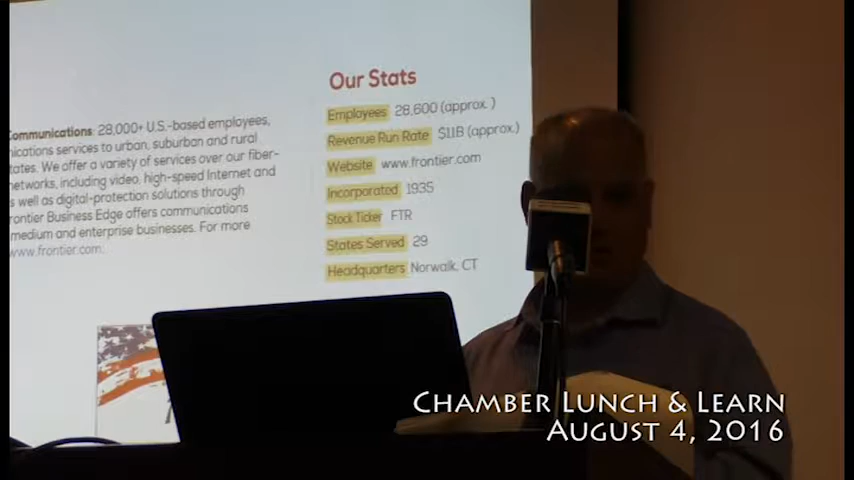 Communications: 28,000+ U.S.-based employees,
services to urban, suburban and rural
We offer a variety of services over our fiber-
networks, including video, high-speed Internet and
as well as digital-protection solutions through
Frontier Business Edge offers communications
medium and enterprise businesses. For more
www.frontier.com.
Our Stats
Employees 28,600 (approx.)
Revenue Run Rate $11B (approx.)
Website www.frontier.com
Incorporated 1935
Stock Ticker FTR
States Served 29
Headquarters Norwalk, CT
CHAMBER LUNCH & LEARN
AUGUST 4, 2016